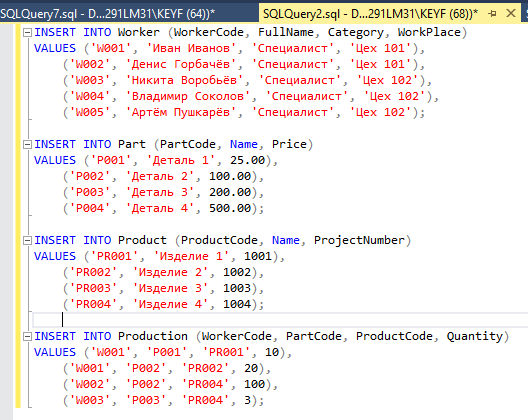 SQLQuery7.sql - D...291LM31\KEYF (64))*
SQLQuery2.sql - D...291LM31\KEYF (68))*
INSERT INTO Worker (WorkerCode, FullName, Category, WorkPlace)
VALUES ('W001', 'Иван Иванов', 'Специалист', 'Цех 101'),
('W002', 'Денис Горбачёв', 'Специалист', 'Цех 101'),
('W003', 'Никита Воробьёв', 'Специалист', 'Цех 102'),
('W004', 'Владимир Соколов', 'Специалист', 'Цех 102'),
('W005', 'Артём Пушкарёв', 'Специалист', 'Цех 102');
INSERT INTO Part (PartCode, Name, Price)
VALUES ('P001', 'Деталь 1', 25.00),
('P002', 'Деталь 2', 100.00),
('P003', 'Деталь 3', 200.00),
('P004', 'Деталь 4', 500.00);
INSERT INTO Product (ProductCode, Name, ProjectNumber)
VALUES ('PR001', 'Изделие 1', 1001),
('PR002', 'Изделие 2', 1002),
('PR003', 'Изделие 3', 1003),
('PR004', 'Изделие 4', 1004);
INSERT INTO Production (WorkerCode, PartCode, ProductCode, Quantity)
VALUES ('W001', 'P001', 'PR001', 10),
('W001', 'P002', 'PR002', 20),
('W002', 'P002', 'PR004', 100),
('W003', 'P003', 'PR004', 3);